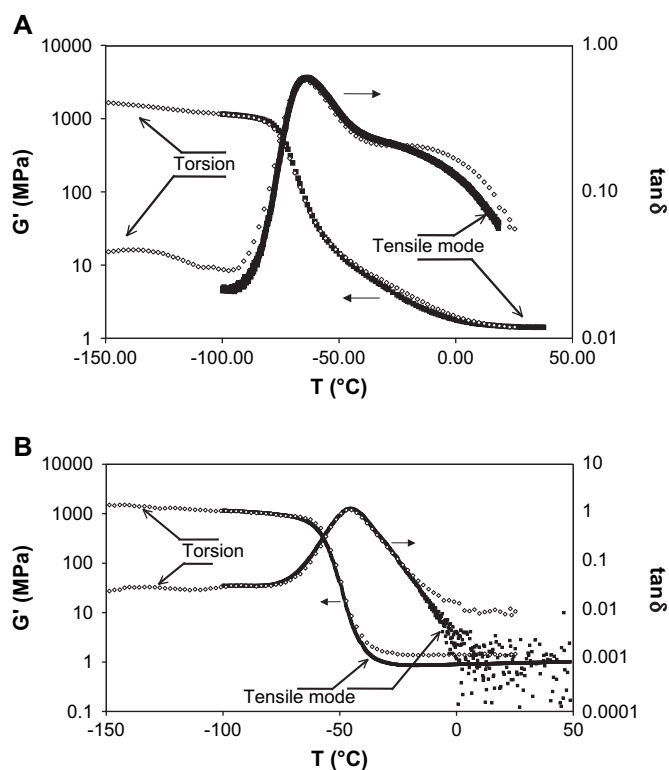 A
10000
1000
100
10
1
G' (MPa)
1.00
0.10
0.01
tan δ
Torsion
Tensile mode
-150.00 -100.00 -50.00 0.00 50.00
T (°C)
B
10000
1000
100
10
1
0.1
G' (MPa)
10
1
0.1
0.01
0.001
0.0001
tan δ
Torsion
Tensile mode
-150 -100 -50 0 50
T (°C)